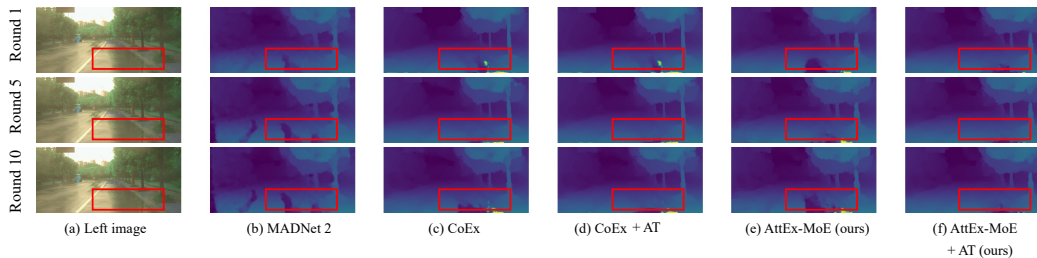 Round 1
Round 5
Round 10
(a) Left image
(b) MADNet 2
(c) CoEx
(d) CoEx + AT
(e) AttEx-MoE (ours)
(f) AttEx-MoE
+ AT (ours)